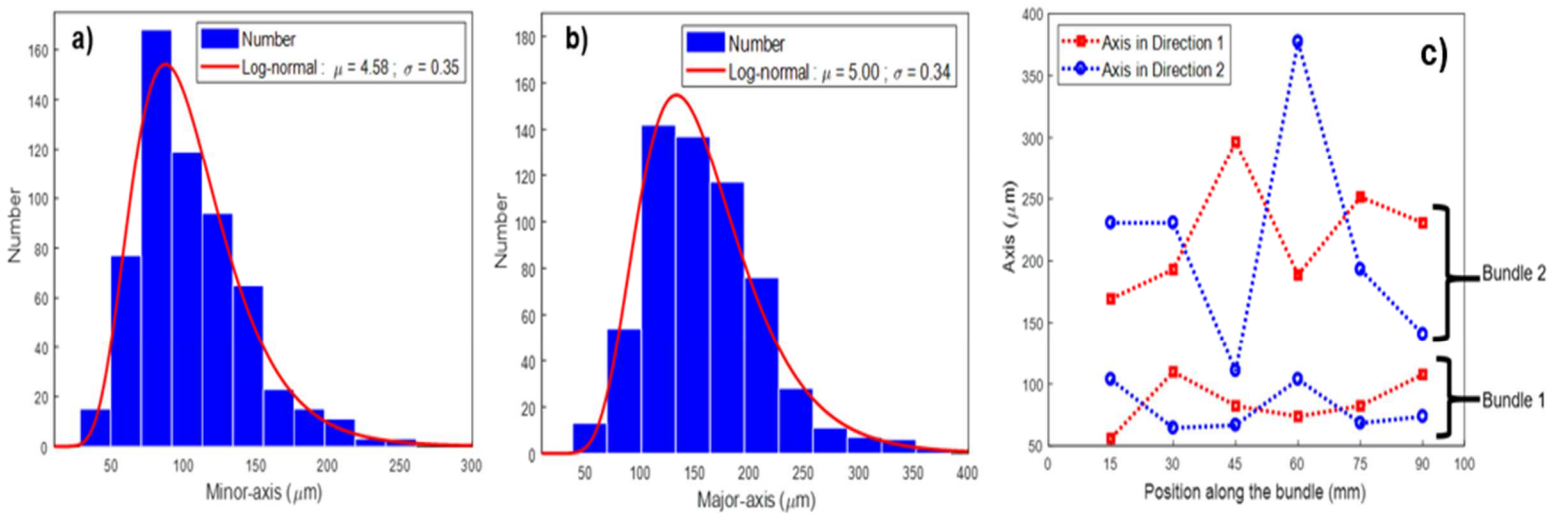 a)
Number
Log-normal : μ = 4.58 ; σ = 0.35
Number
160
140
120
100
80
60
40
20
0
50
100
150
200
250
300
Minor-axis (μm)
b)
Number
Log-normal : μ = 5.00 ; σ = 0.34
Number
180
160
140
120
100
80
60
40
20
0
50
100
150
200
250
300
350
400
Major-axis (μm)
c)
Axis in Direction 1
Axis in Direction 2
Axis (μm)
400
350
300
250
200
150
100
50
0
15
30
45
60
75
90
100
Position along the bundle (mm)
Bundle 2
Bundle 1